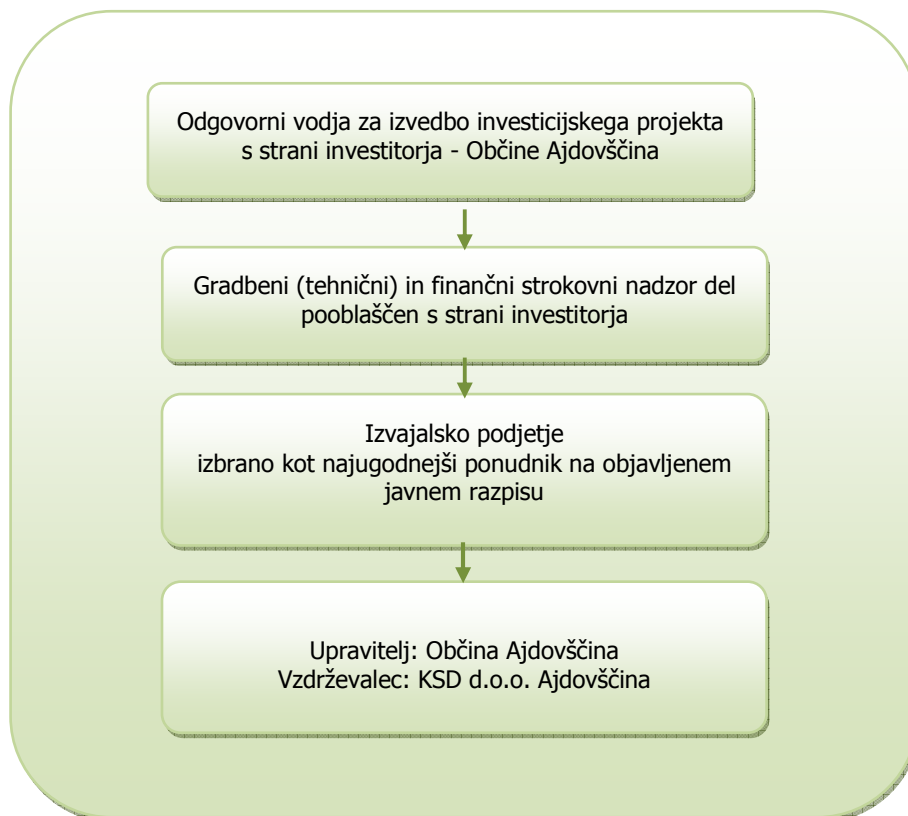 Odgovorni vodja za izvedbo investicijskega projekta
s strani investitorja - Občine Ajdovščina
Gradbeni (tehnični) in finančni strokovni nadzor del
pooblaščen s strani investitorja
Izvajalsko podjetje
izbrano kot najugodnejši ponudnik na objavljenem
javnem razpisu
Upravitelj: Občina Ajdovščina
Vzdrževalec: KSD d.o.o. Ajdovščina